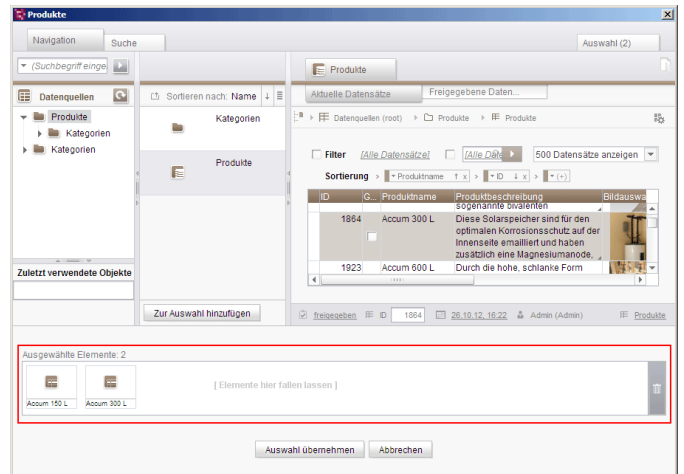 Produkte
Navigation
Suche
Auswahl (2)
(Suchbegriff einge
Produkte
Datenquellen
Sortieren nach: Name
Aktuelle Datensätze
Freigegebene Daten...
Produkte
Kategorien
Kategorien
Kategorien
Produkte
Datenquellen (root)
Produkte
Produkte
Filter
[Alle Datensätze]
[Alle Date
500 Datensätze anzeigen
Sortierung
Produktname
x
ID
x
(+)
ID
G...
Produktname
Produktbeschreibung
Bildauswa
sogenannte bivalenten
1864
Accum 300 L
Diese Solarspeicher sind für den
optimalen Korrosionsschutz auf der
Innenseite emailliert und haben
zusätzlich eine Magnesiumanode,
1923
Accum 600 L
Durch die hohe, schlanke Form
Zuletzt verwendete Objekte
Zur Auswahl hinzufügen
freigegeben
ID
1864
26.10.12, 16:22
Admin (Admin)
Produkte
Ausgewählte Elemente: 2
Accum 150 L
Accum 300 L
[ Elemente hier fallen lassen ]
Auswahl übernehmen
Abbrechen